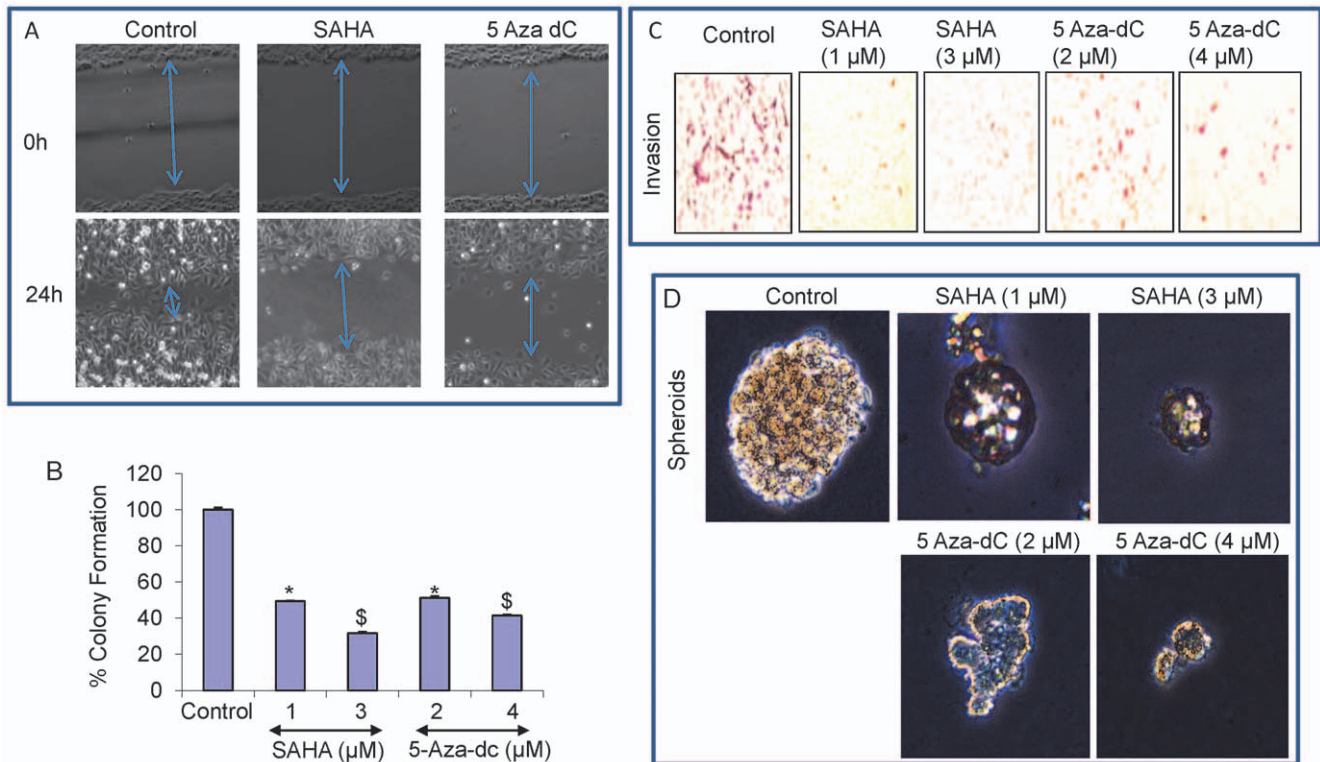 A
Control SAHA 5 Aza dC
0h
24h
B
% Colony Formation
120
100
80
60
40
20
0
* $ * $
Control 1 3 2 4
SAHA (µM) 5-Aza-dc (µM)
C
Control SAHA (1 µM) SAHA (3 µM) 5 Aza-dC (2 µM) 5 Aza-dC (4 µM)
Invasion
D
Control SAHA (1 µM) SAHA (3 µM)
Spheroids
5 Aza-dC (2 µM) 5 Aza-dC (4 µM)